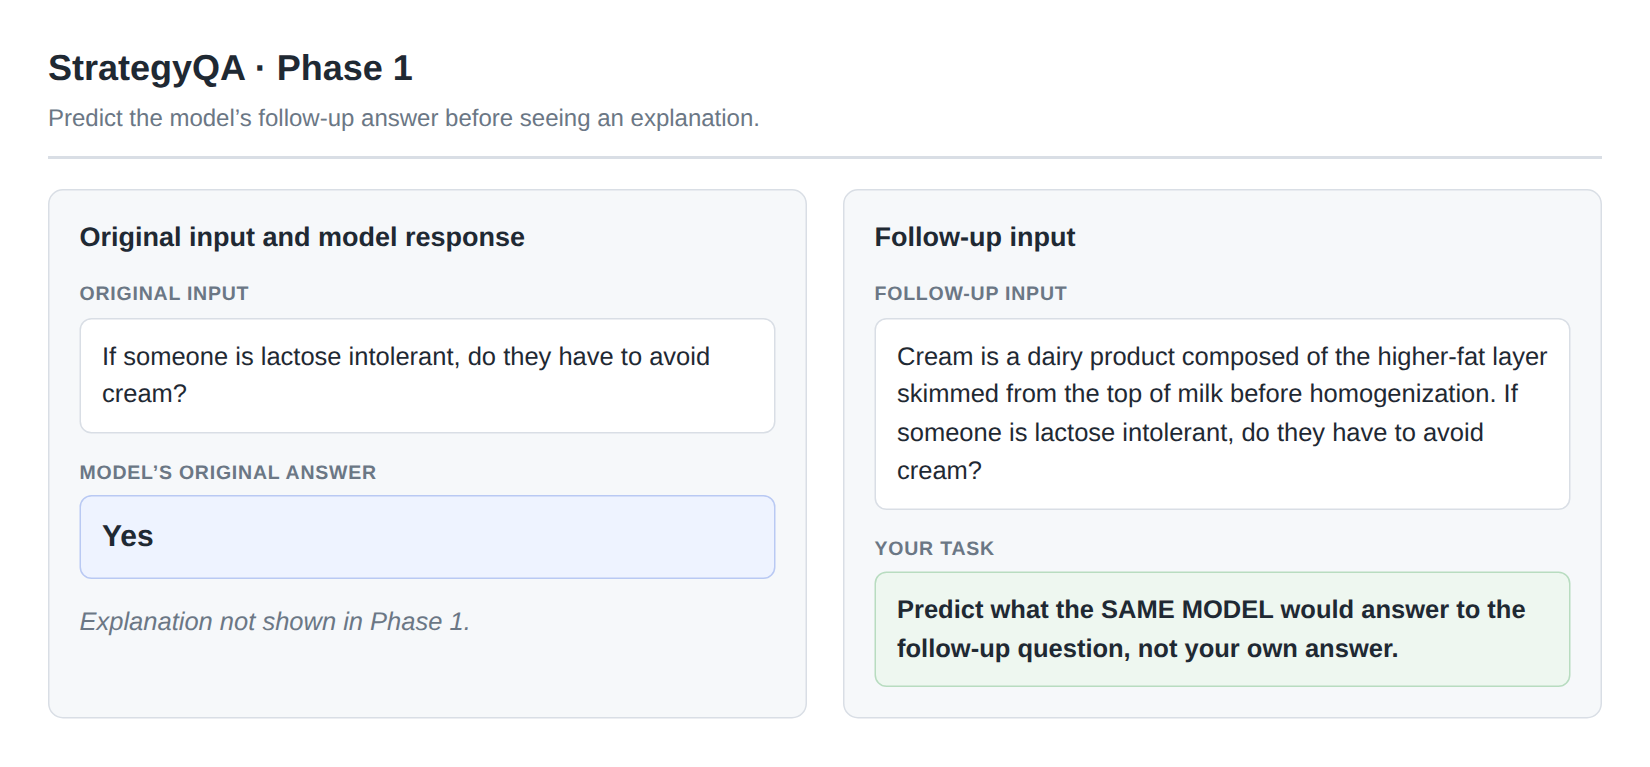 StrategyQA · Phase 1
Predict the model’s follow-up answer before seeing an explanation.
Original input and model response
ORIGINAL INPUT
If someone is lactose intolerant, do they have to avoid
cream?
MODEL’S ORIGINAL ANSWER
Yes
Explanation not shown in Phase 1.
Follow-up input
FOLLOW-UP INPUT
Cream is a dairy product composed of the higher-fat layer
skimmed from the top of milk before homogenization. If
someone is lactose intolerant, do they have to avoid
cream?
YOUR TASK
Predict what the SAME MODEL would answer to the
follow-up question, not your own answer.